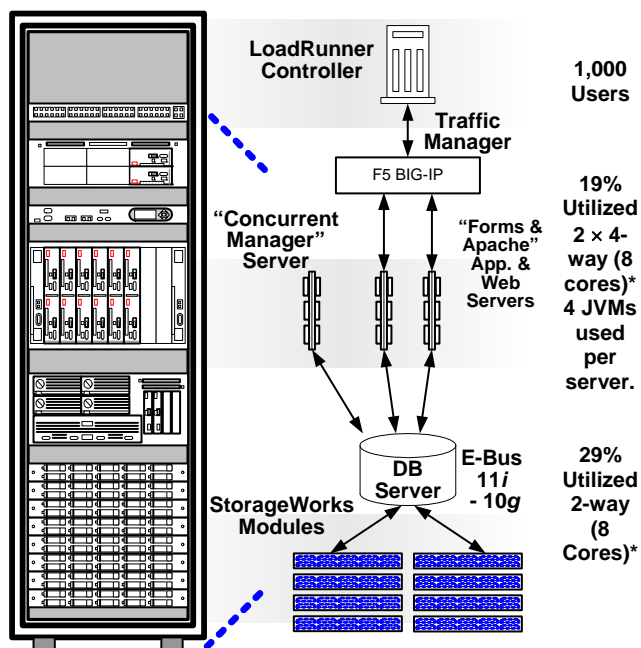 LoadRunner
Controller
1,000
Users
Traffic
Manager
F5 BIG-IP
“Concurrent
Manager”
Server
“Forms &
Apache”
App. &
Web
Servers
19%
Utilized
2 × 4-
way (8
cores)*
4 JVMs
used
per
server.
DB
Server
E-Bus
11i
- 10g
29%
Utilized
2-way
(8
Cores)*
StorageWorks
Modules